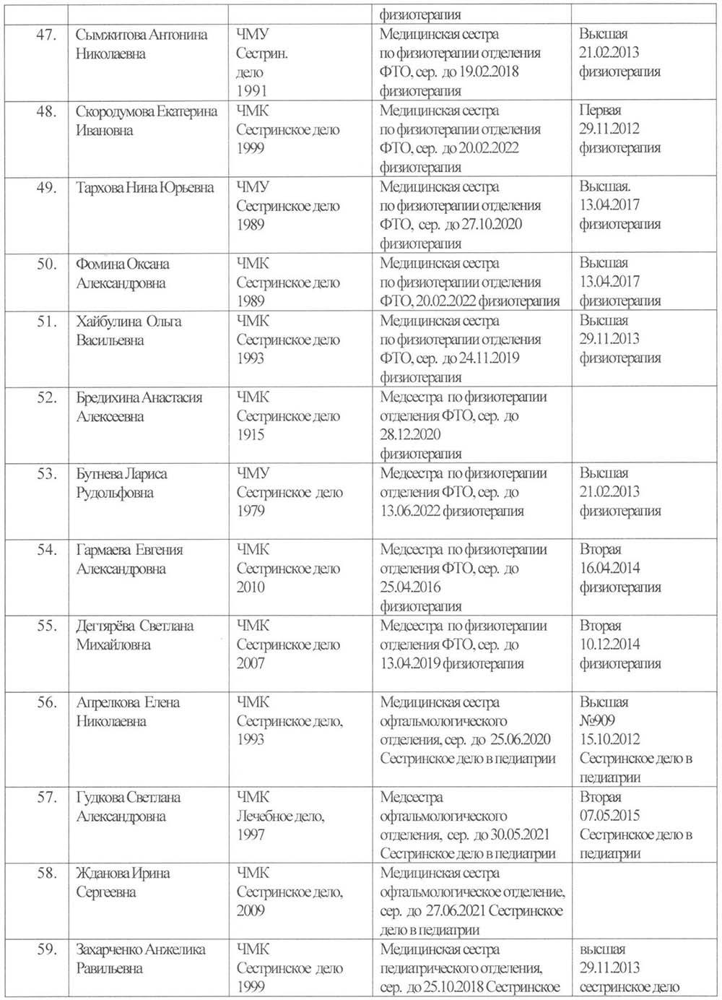 физиотерапия
47. Сымжитова Антонина
Николаевна
ЧМУ
Сестрин.
дело
1991
Медицинская сестра
по физиотерапии отделения
ФТО, сер. до 19.02.2018
физиотерапия
Высшая
21.02.2013
физиотерапия
48. Скородумова Екатерина
Ивановна
ЧМК
Сестринское дело
1999
Медицинская сестра
по физиотерапии отделения
ФТО, сер. до 20.02.2022
физиотерапия
Первая
29.11.2012
физиотерапия
49. Тархова Нина Юрьевна
ЧМУ
Сестринское дело
1989
Медицинская сестра
по физиотерапии отделения
ФТО, сер. до 27.10.2020
физиотерапия
Высшая.
13.04.2017
физиотерапия
50. Фомина Оксана
Александровна
ЧМК
Сестринское дело
1989
Медицинская сестра
по физиотерапии отделения
ФТО, 20.02.2022 физиотерапия
Высшая
13.04.2017
физиотерапия
51. Хайбулина Ольга
Васильевна
ЧМК
Сестринское дело
1993
Медицинская сестра
по физиотерапии отделения
ФТО, сер. до 24.11.2019
физиотерапия
Высшая
29.11.2013
физиотерапия
52. Бредихина Анастасия
Алексеевна
ЧМК
Сестринское дело
1915
Медсестра по физиотерапии
отделения ФТО, сер. до
28.12.2020
физиотерапия
53. Бутнева Лариса
Рудольфовна
ЧМУ
Сестринское дело
1979
Медсестра по физиотерапии
отделения ФТО, сер. до
13.06.2022 физиотерапия
Высшая
21.02.2013
физиотерапия
54. Гармаева Евгения
Александровна
ЧМК
Сестринское дело
2010
Медсестра по физиотерапии
отделения ФТО, сер. до
25.04.2016
физиотерапия
Вторая
16.04.2014
физиотерапия
55. Дегтярёва Светлана
Михайловна
ЧМК
Сестринское дело
2007
Медсестра по физиотерапии
отделения ФТО, сер. до
13.04.2019 физиотерапия
Вторая
10.12.2014
физиотерапия
56. Апрелкова Елена
Николаевна
ЧМК
Сестринское дело,
1993
Медицинская сестра
офтальмологического
отделения, сер. до 25.06.2020
Сестринское дело в педиатрии
Высшая
№909
15.10.2012
Сестринское дело в
педиатрии
57. Гудкова Светлана
Александровна
ЧМК
Лечебное дело,
1997
Медсестра
офтальмологического
отделения, сер. до 30.05.2021
Сестринское дело в педиатрии
Вторая
07.05.2015
Сестринское дело в
педиатрии
58. Жданова Ирина
Сергеевна
ЧМК
Сестринское дело,
2009
Медицинская сестра
офтальмологическое отделение,
сер. до 27.06.2021 Сестринское
дело в педиатрии
59. Захарченко Анжелика
Равильевна
ЧМК
Сестринское дело
1999
Медицинская сестра
педиатрического отделения,
сер. до 25.10.2018 Сестринское
высшая
29.11.2013
сестринское дело